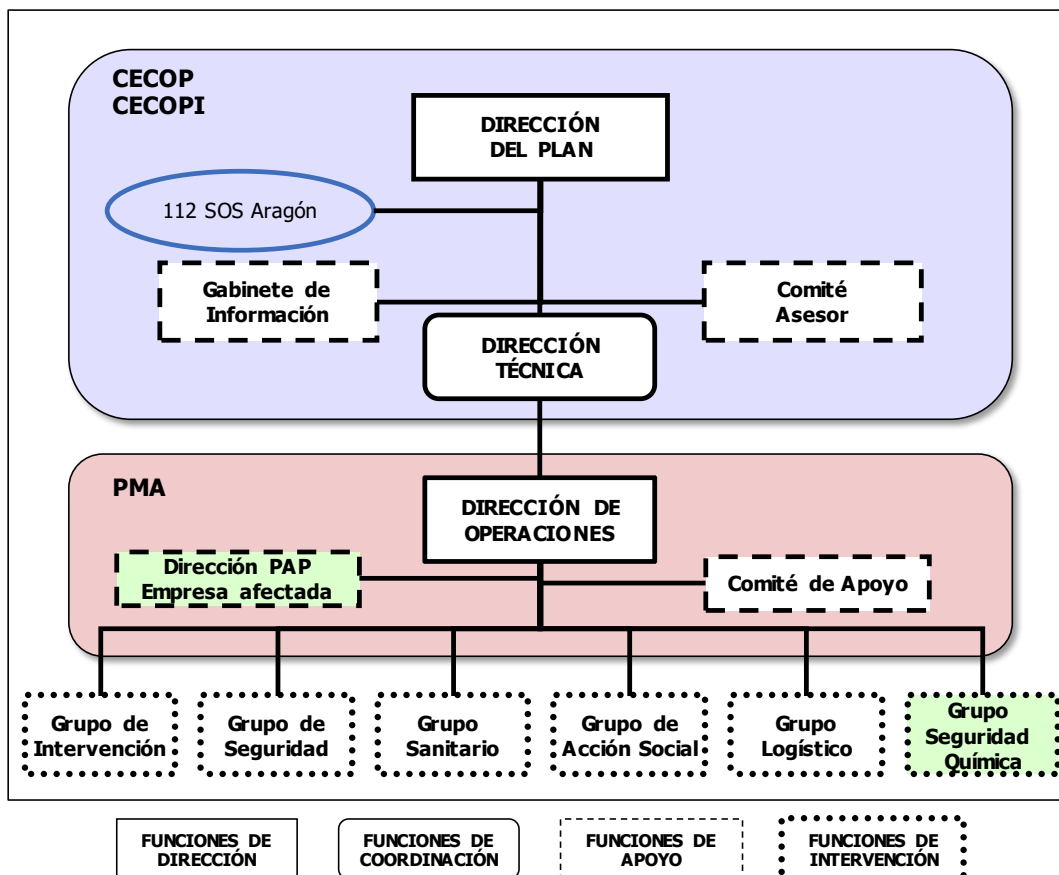 CECOP
CECOPI
DIRECCIÓN
DEL PLAN
112 SOS Aragón
Gabinete de
Información
Comité
Asesor
DIRECCIÓN
TÉCNICA
PMA
DIRECCIÓN DE
OPERACIONES
Dirección PAP
Empresa afectada
Comité de Apoyo
Grupo de
Intervención
Grupo de
Seguridad
Grupo
Sanitario
Grupo de
Acción Social
Grupo
Logístico
Grupo
Seguridad
Química
FUNCIONES DE
DIRECCIÓN
FUNCIONES DE
COORDINACIÓN
FUNCIONES DE
APOYO
FUNCIONES DE
INTERVENCIÓN